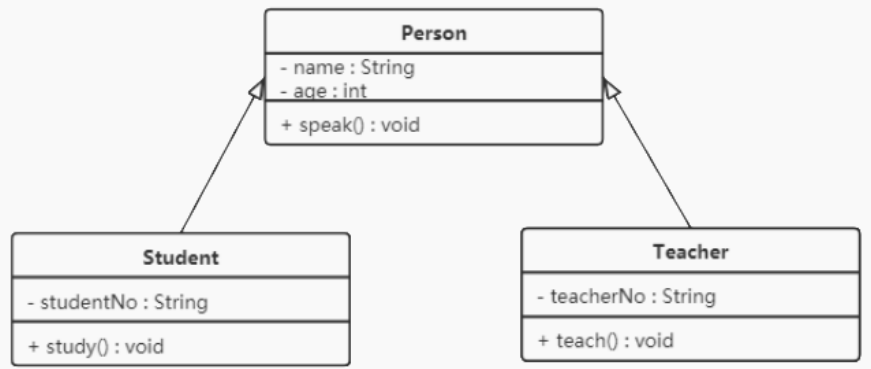 Person
- name : String
- age : int
+ speak() : void
Student
- studentNo : String
+ study() : void
Teacher
- teacherNo : String
+ teach() : void